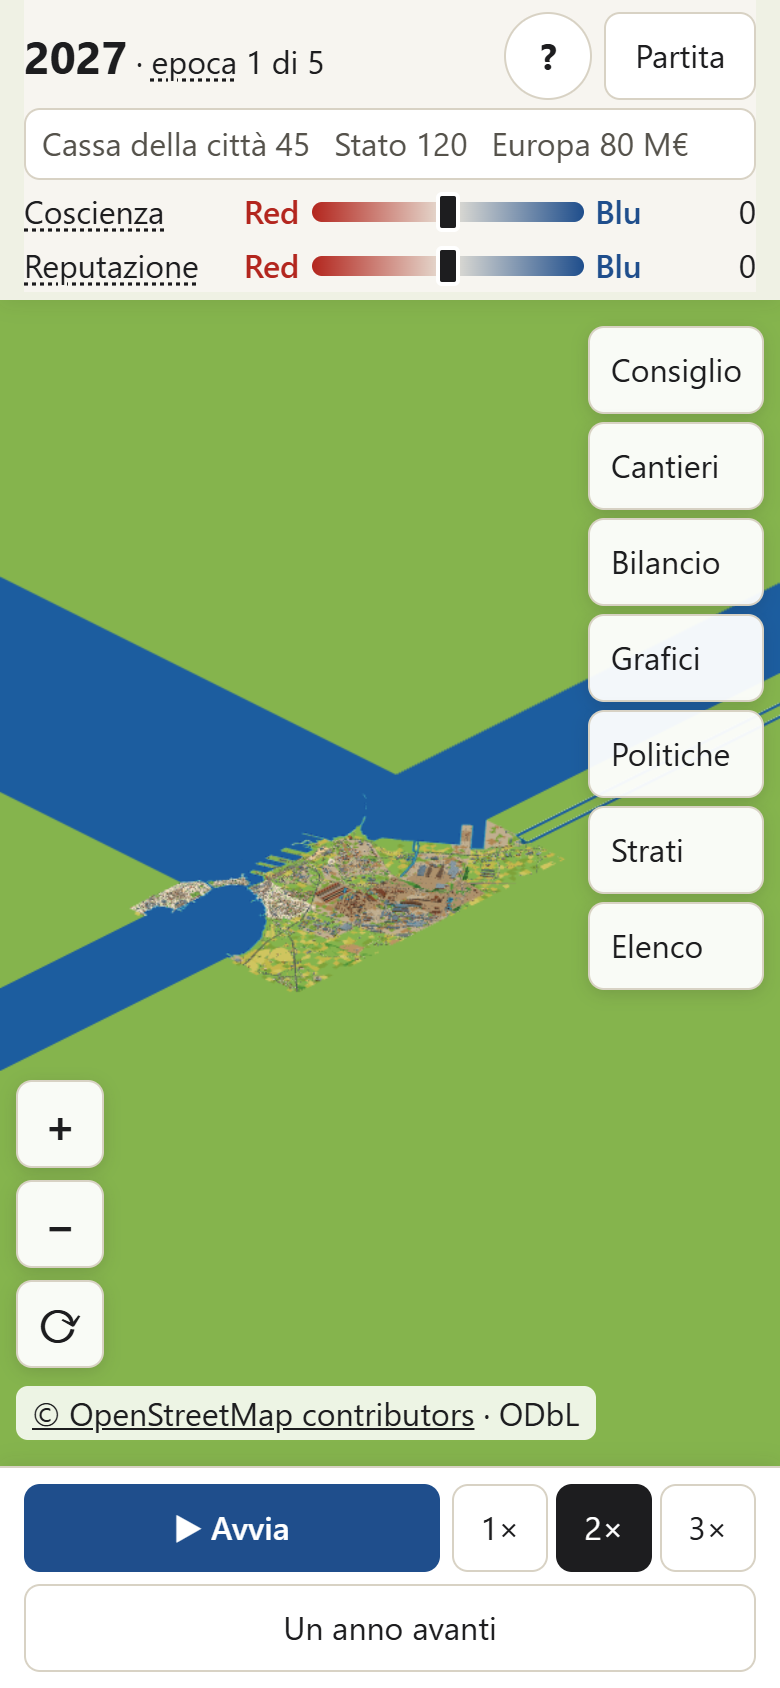 2027 · epoca 1 di 5
?
Partita
Cassa della città 45 Stato 120 Europa 80 M€
Coscienza Red Blu 0
Reputazione Red Blu 0
Consiglio
Cantieri
Bilancio
Grafici
Politiche
Strati
Elenco
+
−
© OpenStreetMap contributors · ODbL
▶ Avvia
1×
2×
3×
Un anno avanti